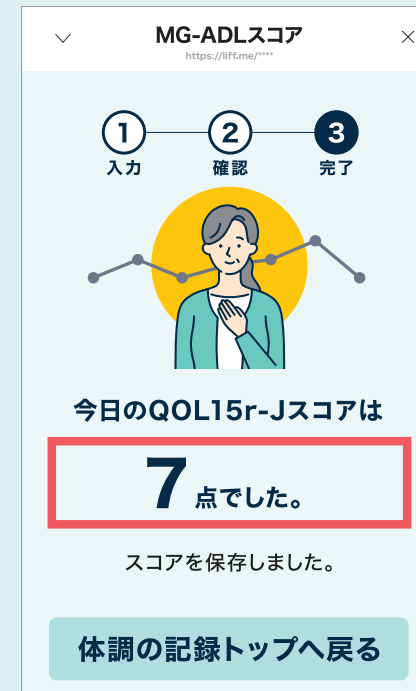 MG-ADLスコア
https://liff.me/****
1 2 3
入力 確認 完了
今日のQOL15r-Jスコアは
7点でした。
スコアを保存しました。
体調の記録トップへ戻る